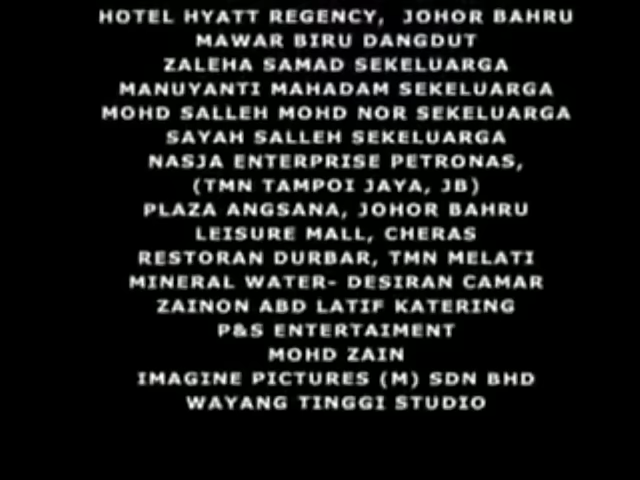 HOTEL HYATT REGENCY, JOHOR BAHRU
MAWAR BIRU DANGDUT
ZALEHA SAMAD SEKELUARGA
MANUYANTI MAHADAM SEKELUARGA
MOHD SALLEH MOHD NOR SEKELUARGA
SAYAH SALLEH SEKELUARGA
NASJA ENTERPRISE PETRONAS,
(TMN TAMPOI JAYA, JB)
PLAZA ANGSANA, JOHOR BAHRU
LEISURE MALL, CHERAS
RESTORAN DURBAR, TMN MELATI
MINERAL WATER- DESIRAN CAMAR
ZAINON ABD LATIF KATERING
P&S ENTERTAIMENT
MOHD ZAIN
IMAGINE PICTURES (M) SDN BHD
WAYANG TINGGI STUDIO